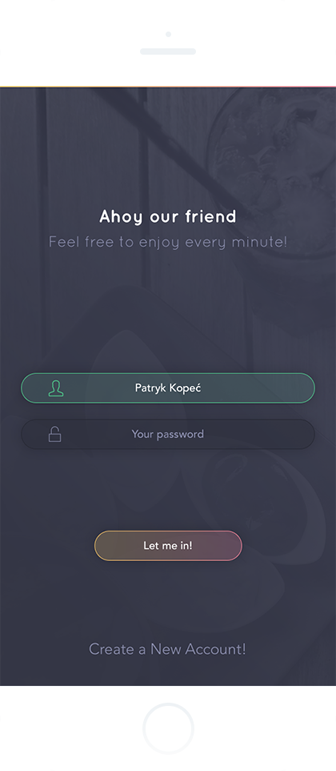 Ahoy our friend
Feel free to enjoy every minute!
Patryk Kopeć
Your password
Let me in!
Create a New Account!